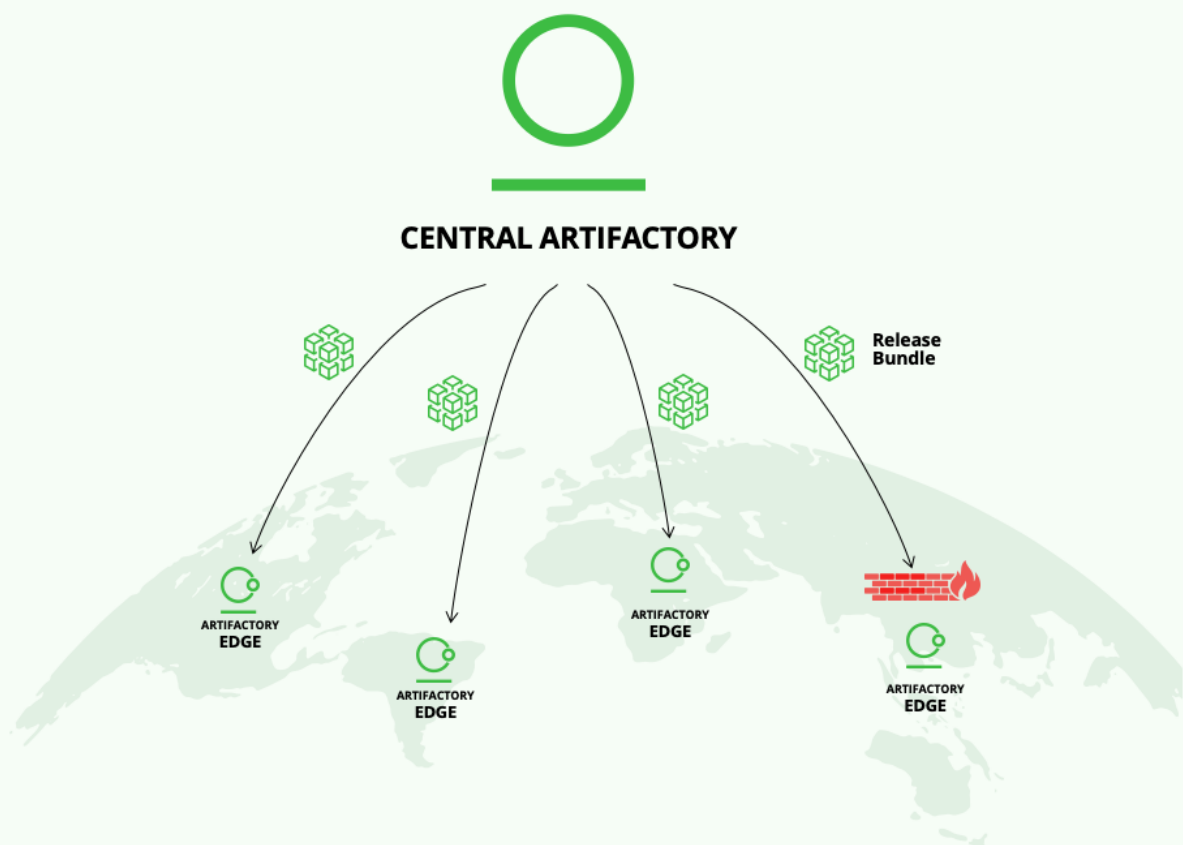 CENTRAL ARTIFACTORY
Release
Bundle
ARTIFACTORY
EDGE
ARTIFACTORY
EDGE
ARTIFACTORY
EDGE
ARTIFACTORY
EDGE